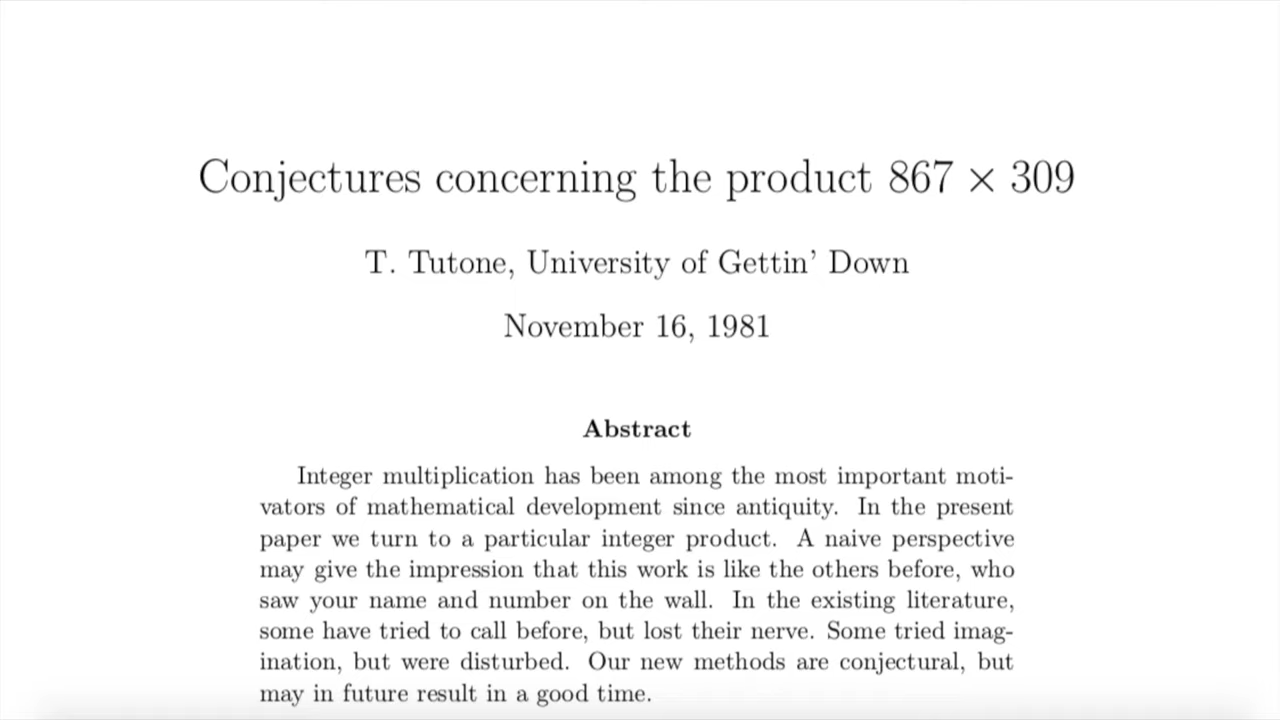 Conjectures concerning the product 867 × 309
T. Tutone, University of Gettin' Down
November 16, 1981
Abstract
Integer multiplication has been among the most important moti-
vators of mathematical development since antiquity. In the present
paper we turn to a particular integer product. A naive perspective
may give the impression that this work is like the others before, who
saw your name and number on the wall. In the existing literature,
some have tried to call before, but lost their nerve. Some tried imag-
ination, but were disturbed. Our new methods are conjectural, but
may in future result in a good time.